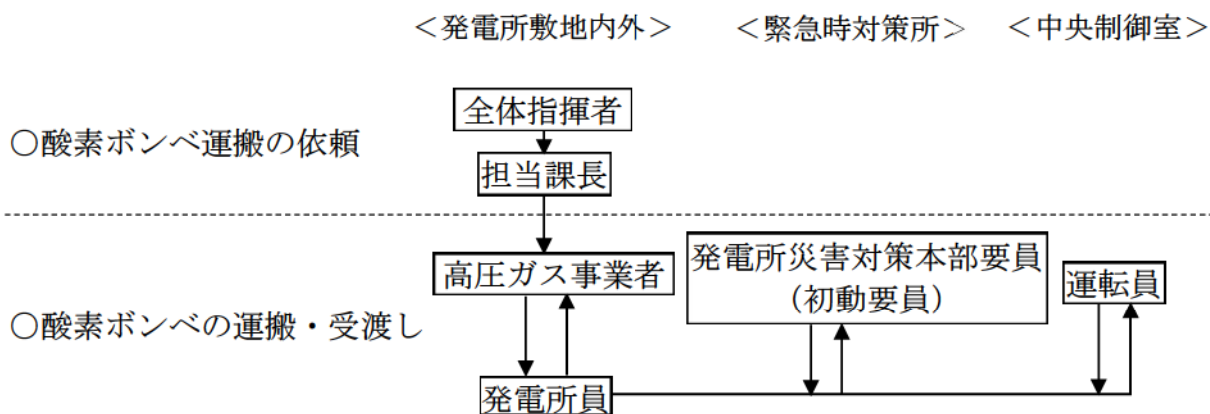 ＜発電所敷地内外＞ ＜緊急時対策所＞ ＜中央制御室＞
全体指揮者
○酸素ボンベ運搬の依頼
担当課長
高圧ガス事業者
発電所災害対策本部要員
（初動要員）
運転員
○酸素ボンベの運搬・受渡し
発電所員